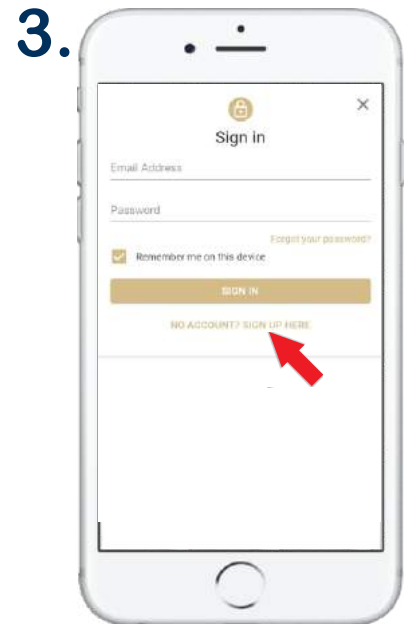 3.
Sign in
Email Address
Password
Forgot your password?
Remember me on this device
SIGN IN
NO ACCOUNT? SIGN UP HERE